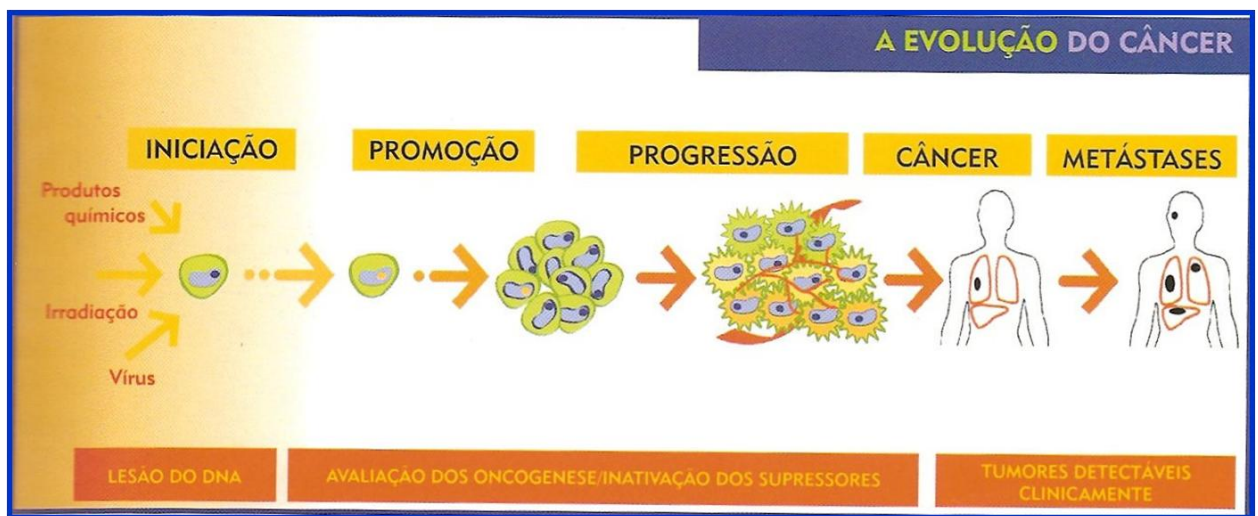 A EVOLUÇÃO DO CÂNCER
INICIAÇÃO
PROMOÇÃO
PROGRESSÃO
CÂNCER
METÁSTASES
Produtos
químicos
Irradiação
Vírus
LESÃO DO DNA
AVALIAÇÃO DOS ONCOGENESE/INATIVAÇÃO DOS SUPRESSORES
TUMORES DETECTÁVEIS
CLINICAMENTE